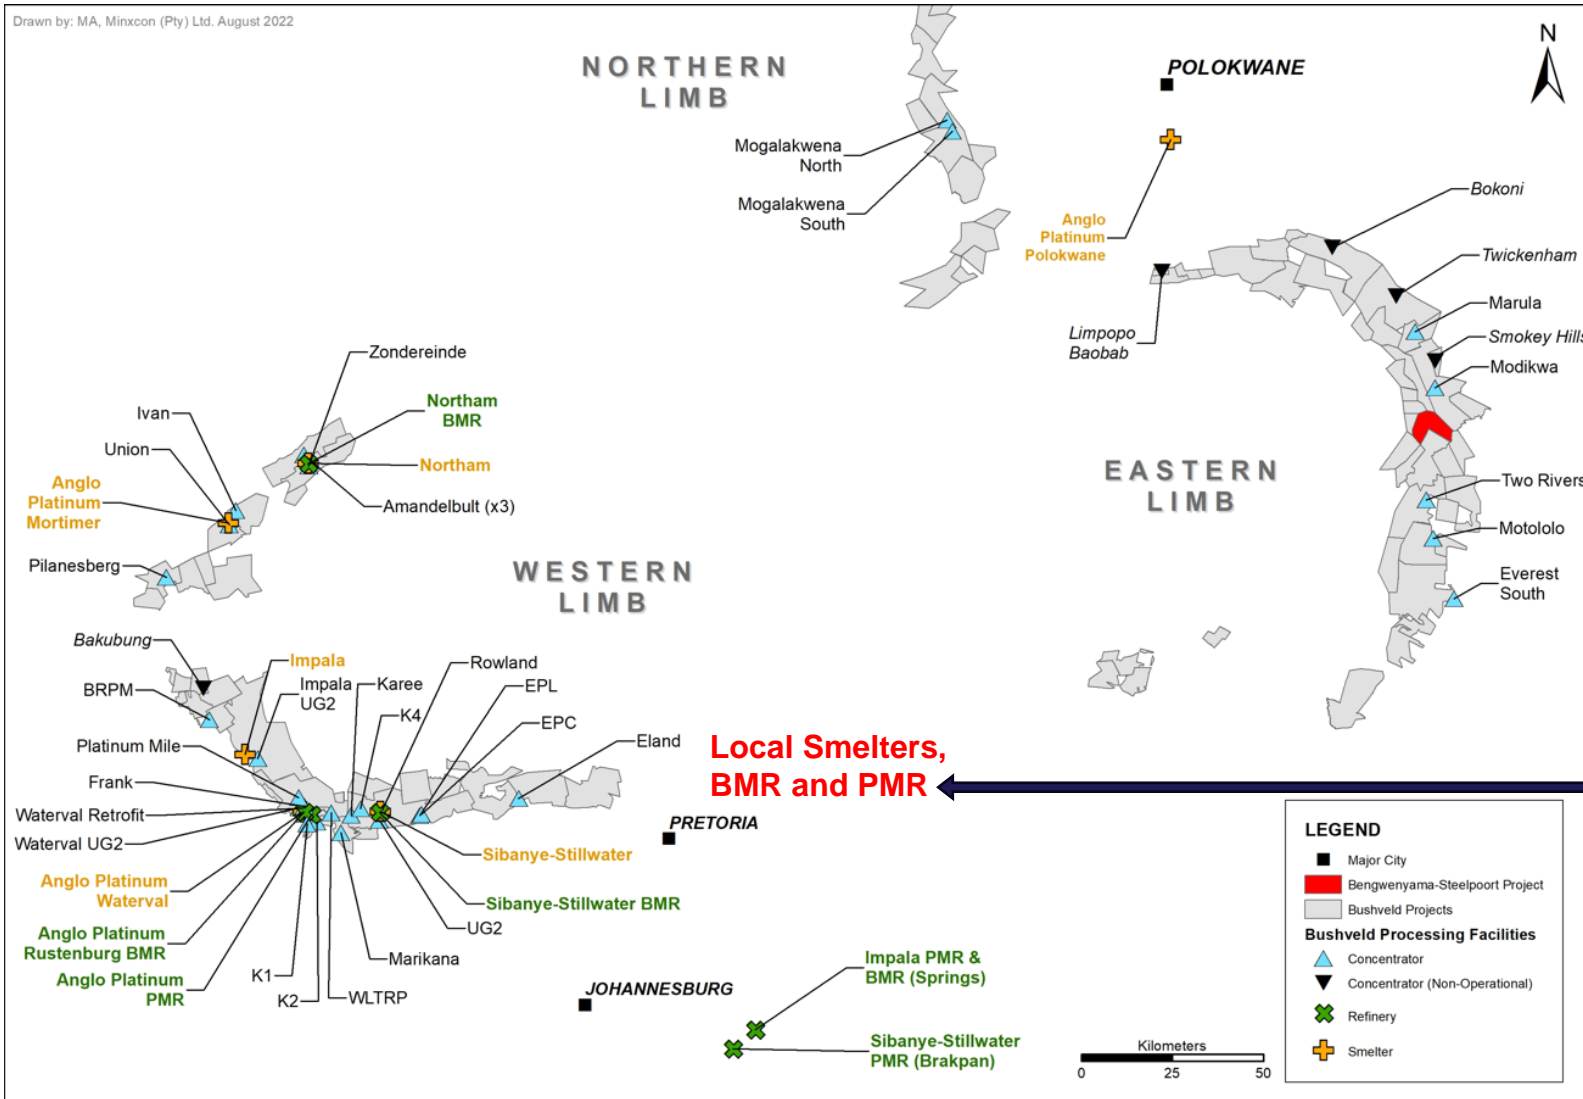 Drawn by: MA, Minxcon (Pty) Ltd. August 2022
NORTHERN
LIMB
POLOKWANE
N
Mogalakwena
North
Mogalakwena
South
Anglo
Platinum
Polokwane
Bokoni
Twickenham
Marula
Smokey Hills
Modikwa
Limpopo
Baobab
EASTERN
LIMB
Two Rivers
Motololo
Everest
South
Zondereinde
Northam
BMR
Northam
Amandelbult (x3)
Ivan
Union
Anglo
Platinum
Mortimer
Pilanesberg
WESTERN
LIMB
Bakubung
BRPM
Platinum Mile
Frank
Waterval Retrofit
Waterval UG2
Anglo Platinum
Waterval
Anglo Platinum
Rustenburg BMR
Anglo Platinum
PMR
Impala
Impala
UG2
Karee
K4
Rowland
EPL
EPC
Eland
Sibanye-Stillwater
Sibanye-Stillwater BMR
UG2
Marikana
K1
K2
WLTRP
Local Smelters,
BMR and PMR
PRETORIA
JOHANNESBURG
Impala PMR &
BMR (Springs)
Sibanye-Stillwater
PMR (Brakpan)
Kilometers
0 25 50
LEGEND
Major City
Bengwenyama-Steelpoort Project
Bushveld Projects
Bushveld Processing Facilities
Concentrator
Concentrator (Non-Operational)
Refinery
Smelter